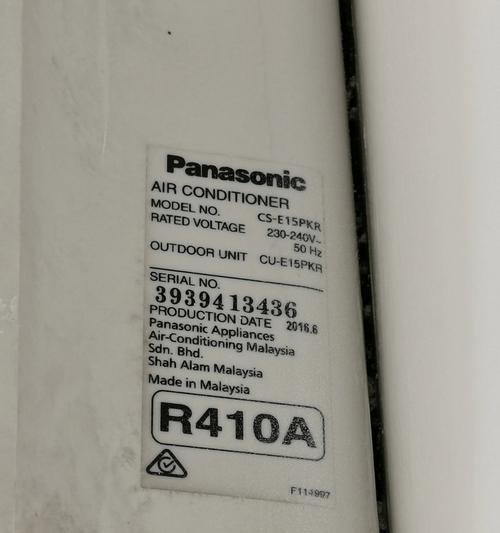 Panasonic
AIR CONDITIONER
MODEL NO. CS-E15PKR
RATED VOLTAGE 230-240V~
50 Hz
OUTDOOR UNIT CU-E15PKR
SERIAL NO.
3939413436
PRODUCTION DATE 2016.6
Panasonic Appliances
Air-Conditioning Malaysia
Sdn. Bhd.
Shah Alam Malaysia
Made in Malaysia
R410A